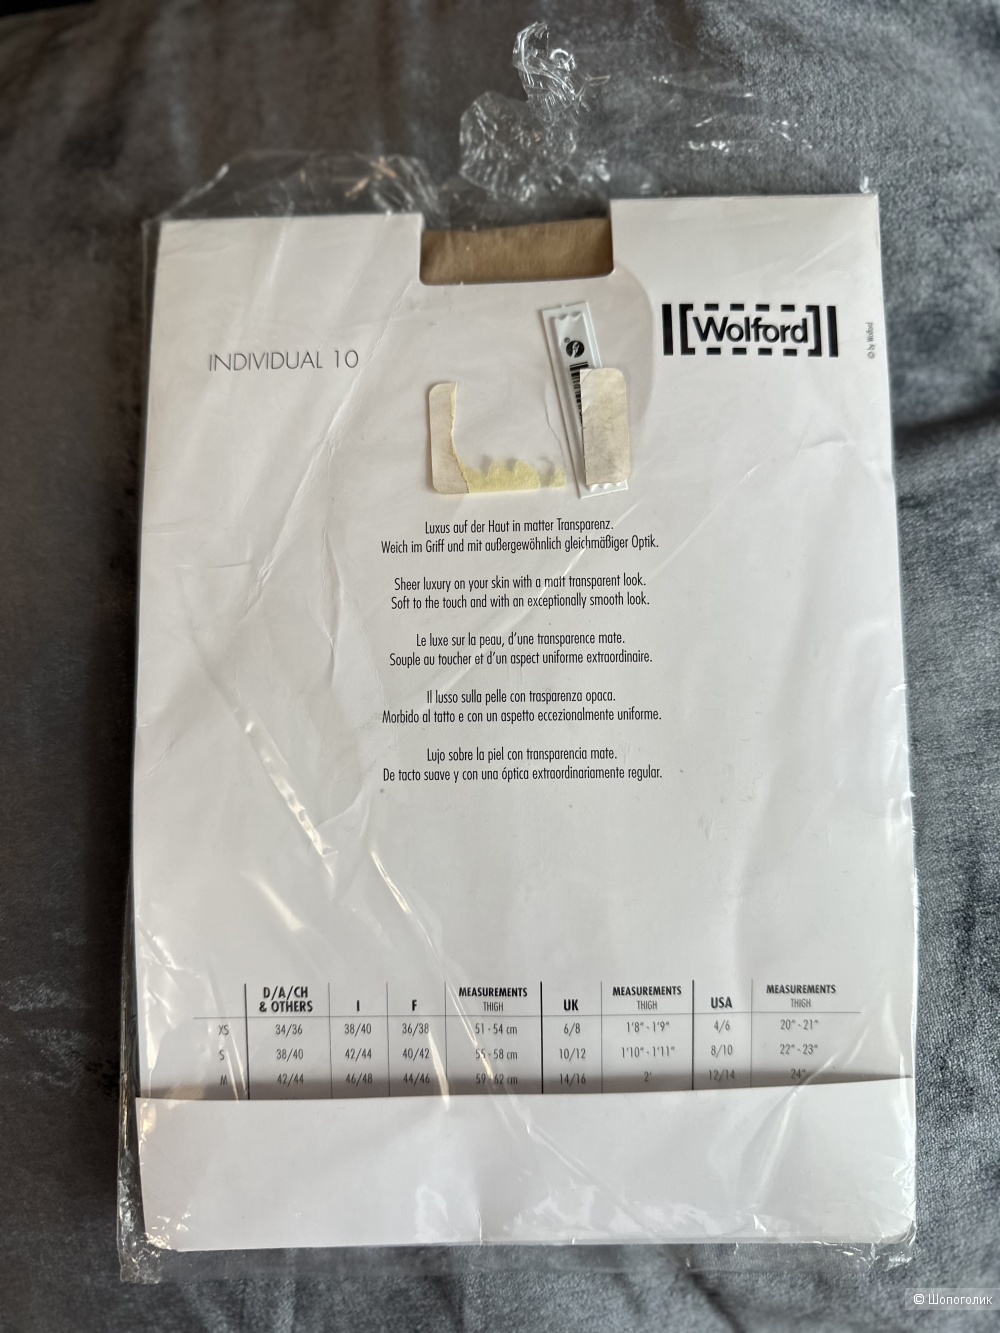 INDIVIDUAL 10
Wolford
© by Wolford
Luxus auf der Haut in matter Transparenz.
Weich im Griff und mit außergewöhnlich gleichmäßiger Optik.
Sheer luxury on your skin with a matt transparent look.
Soft to the touch and with an exceptionally smooth look.
Le luxe sur la peau, d'une transparence mate.
Souple au toucher et d'un aspect uniforme extraordinaire.
Il lusso sulla pelle con trasparenza opaca.
Morbido al tatto e con un aspetto eccezionalmente uniforme.
Lujo sobre la piel con transparencia mate.
De tacto suave y con una óptica extraordinariamente regular.
D/A/CH & OTHERS I F MEASUREMENTS THIGH UK MEASUREMENTS THIGH USA MEASUREMENTS THIGH
XS 34/36 38/40 36/38 51 - 54 cm 6/8 1'8" - 1'9" 4/6 20" - 21"
S 38/40 42/44 40/42 55 - 58 cm 10/12 1'10" - 1'11" 8/10 22" - 23"
M 42/44 46/48 44/46 59 - 62 cm 14/16 2' 12/14 24"
© Шопоголик